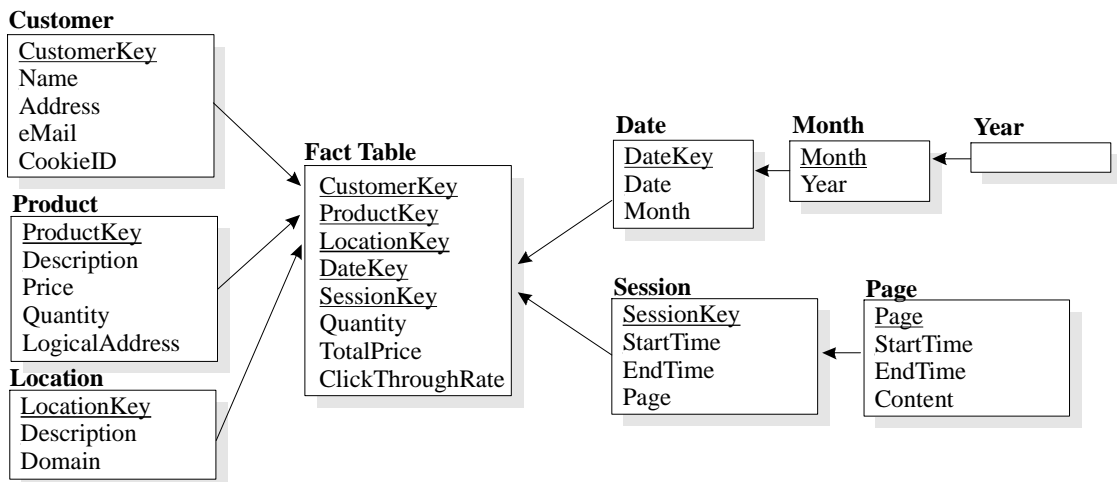 Customer
CustomerKey
Name
Address
eMail
CookieID
Product
ProductKey
Description
Price
Quantity
LogicalAddress
Location
LocationKey
Description
Domain
Fact Table
CustomerKey
ProductKey
LocationKey
DateKey
SessionKey
Quantity
TotalPrice
ClickThroughRate
Date
DateKey
Date
Month
Month
Month
Year
Year
Session
SessionKey
StartTime
EndTime
Page
Page
Page
StartTime
EndTime
Content